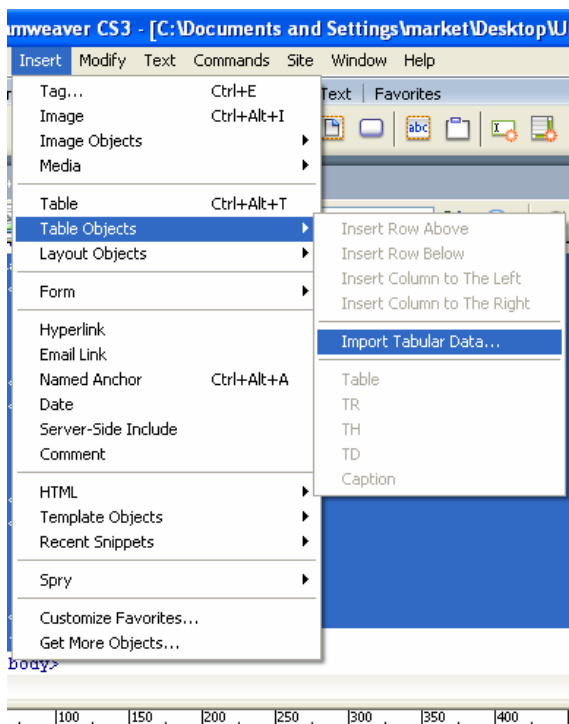 amweaver CS3 - [C:\Documents and Settings\market\Desktop\U
Insert Modify Text Commands Site Window Help
Text Favorites
Tag... Ctrl+E
Image Ctrl+Alt+I
abc
Image Objects
Media
Table Ctrl+Alt+T
Table Objects
Layout Objects
Form
Hyperlink
Email Link
Named Anchor Ctrl+Alt+A
Date
Server-Side Include
Comment
HTML
Template Objects
Recent Snippets
Spry
Customize Favorites...
Get More Objects...
Insert Row Above
Insert Row Below
Insert Column to The Left
Insert Column to The Right
Import Tabular Data...
Table
TR
TH
TD
Caption
body>
100 150 200 250 300 350 400